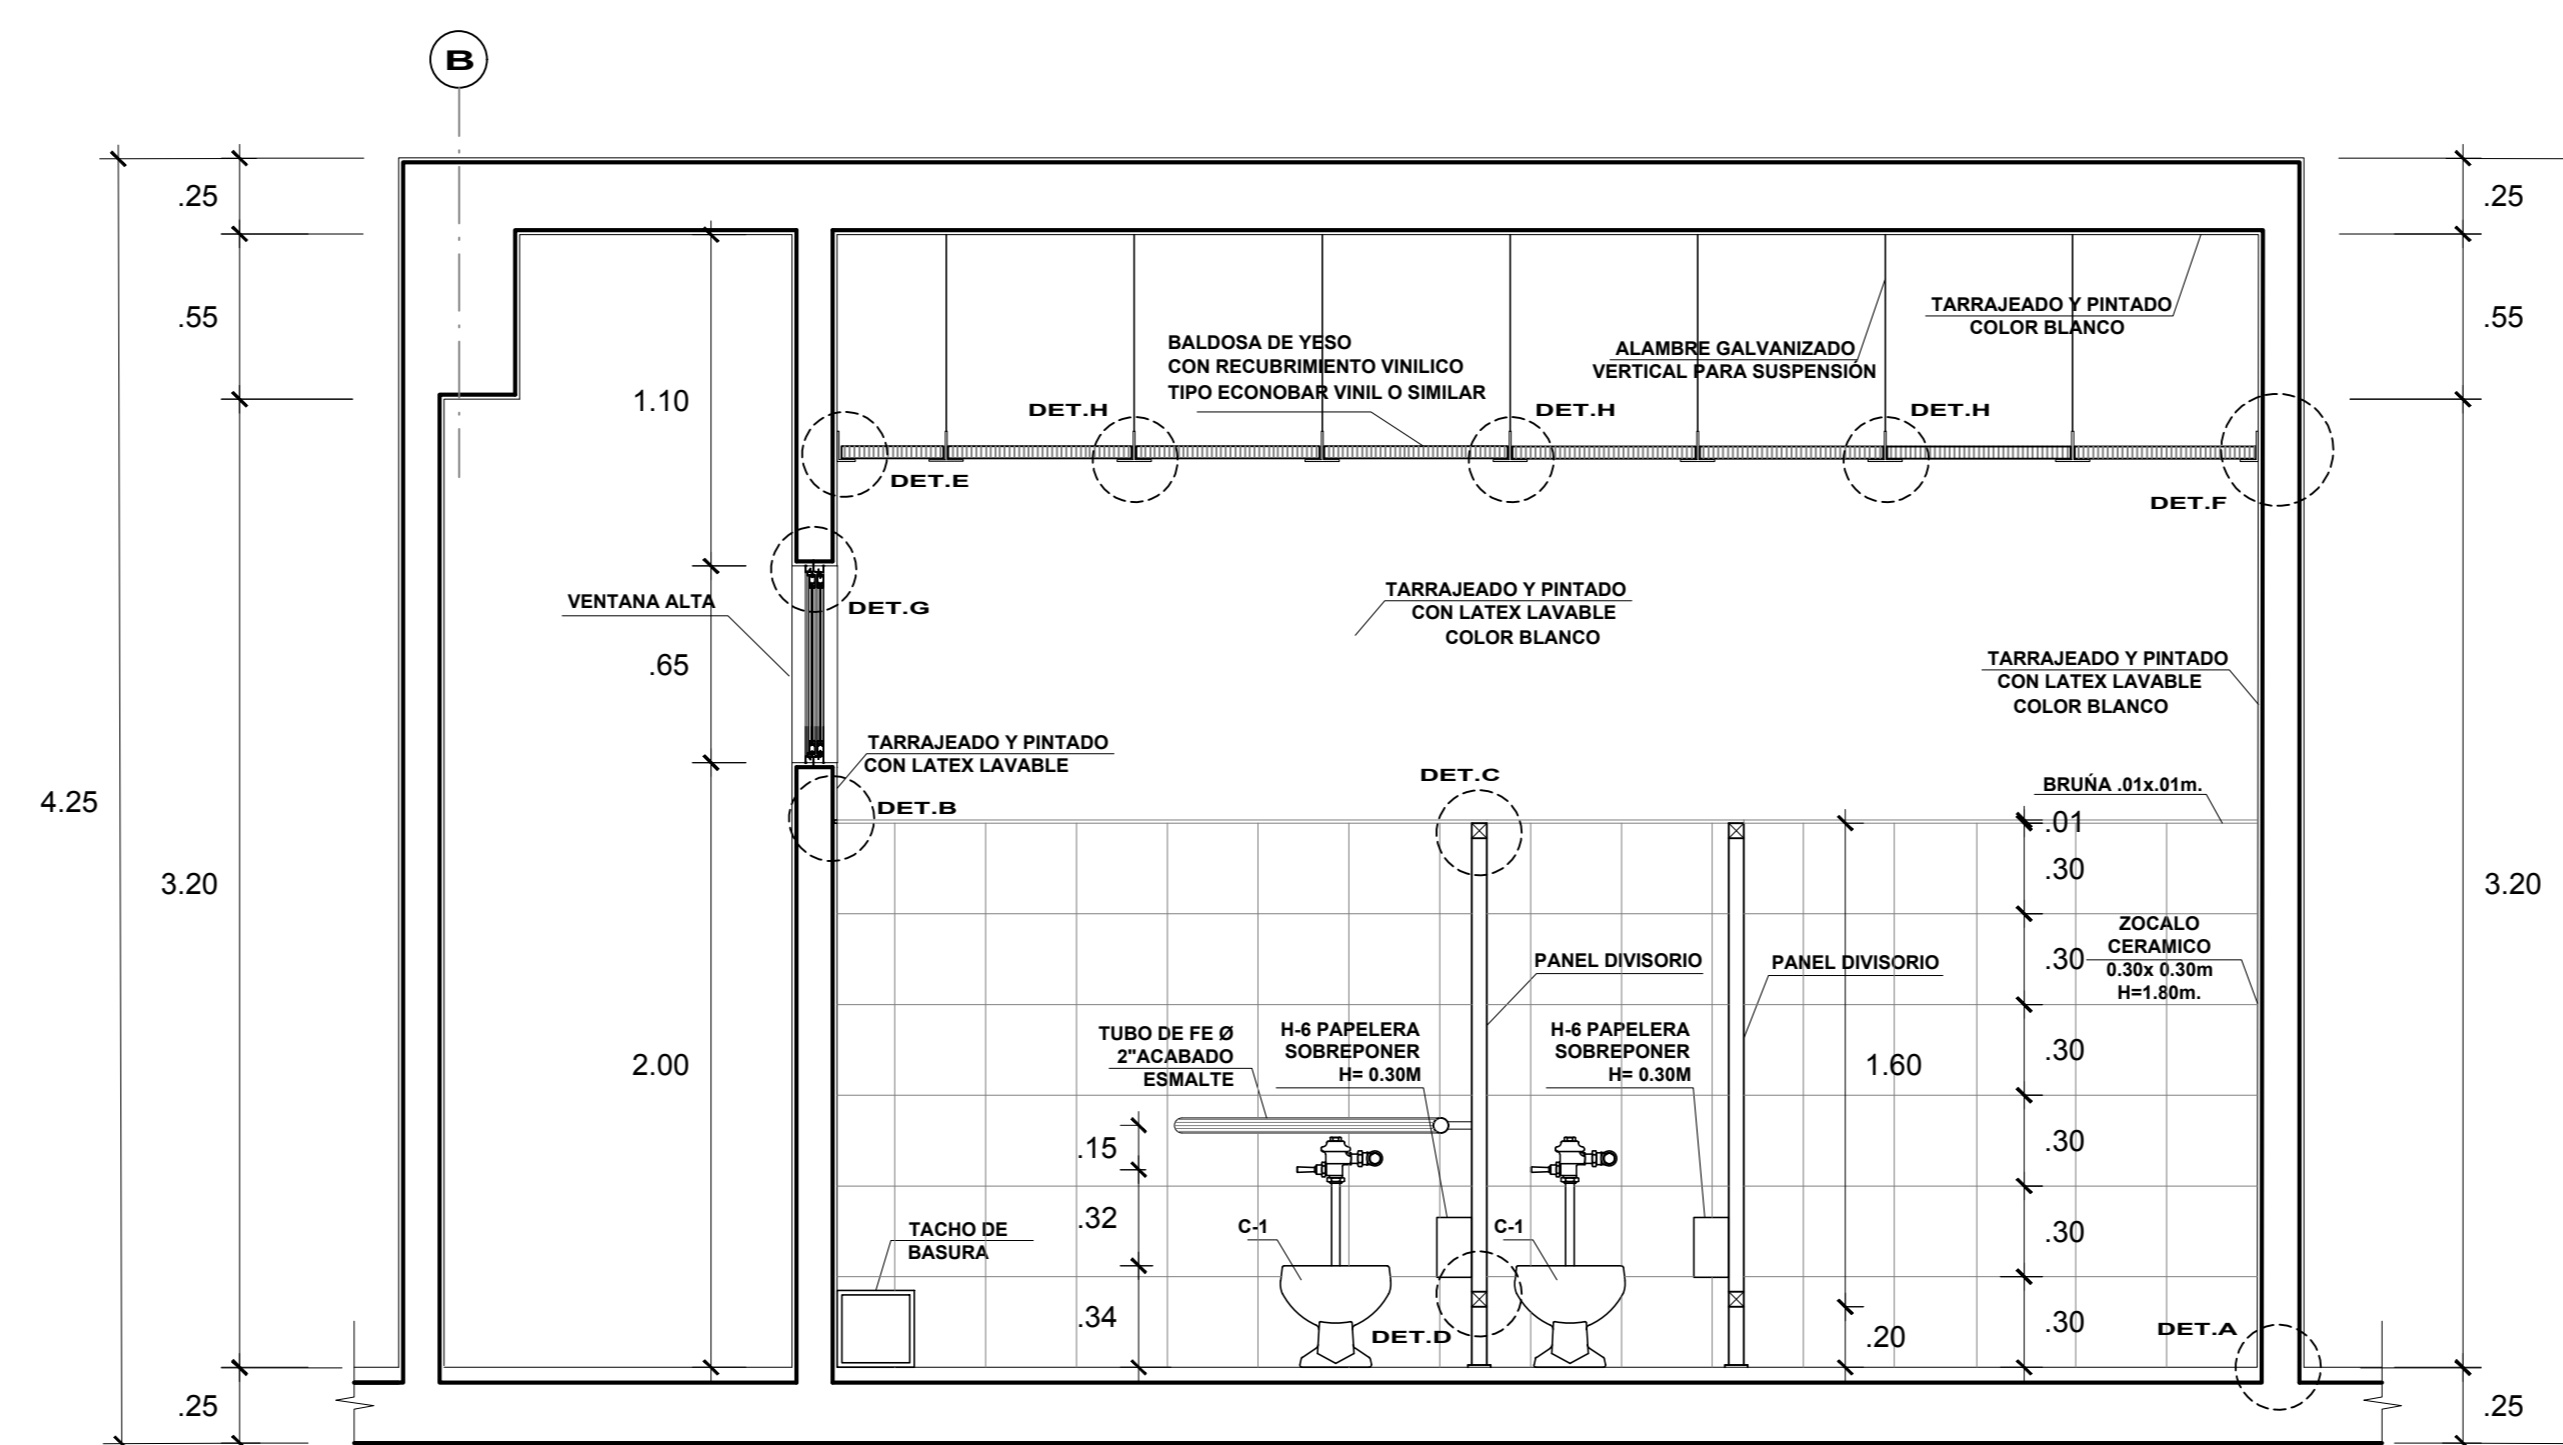 B
.25
.25
.55
.55
TARRAJEADO Y PINTADO
COLOR BLANCO
BALDOSA DE YESO
CON RECUBRIMIENTO VINILICO
TIPO ECONOBAR VINIL O SIMILAR
ALAMBRE GALVANIZADO
VERTICAL PARA SUSPENSIÓN
1.10
DET.H
DET.H
DET.H
DET.E
DET.F
VENTANA ALTA
DET.G
TARRAJEADO Y PINTADO
CON LATEX LAVABLE
COLOR BLANCO
.65
TARRAJEADO Y PINTADO
CON LATEX LAVABLE
COLOR BLANCO
TARRAJEADO Y PINTADO
CON LATEX LAVABLE
DET.C
BRUŃA .01x.01m.
4.25
DET.B
.01
3.20
.30
3.20
ZOCALO
CERAMICO
0.30x 0.30m
H=1.80m.
.30
PANEL DIVISORIO
PANEL DIVISORIO
TUBO DE FE Ø
2"ACABADO
ESMALTE
H-6 PAPELERA
SOBREPONER
H= 0.30M
H-6 PAPELERA
SOBREPONER
H= 0.30M
2.00
1.60
.30
.15
.30
.32
TACHO DE
BASURA
C-1
C-1
.30
.34
DET.D
.20
.30
DET.A
.25
.25